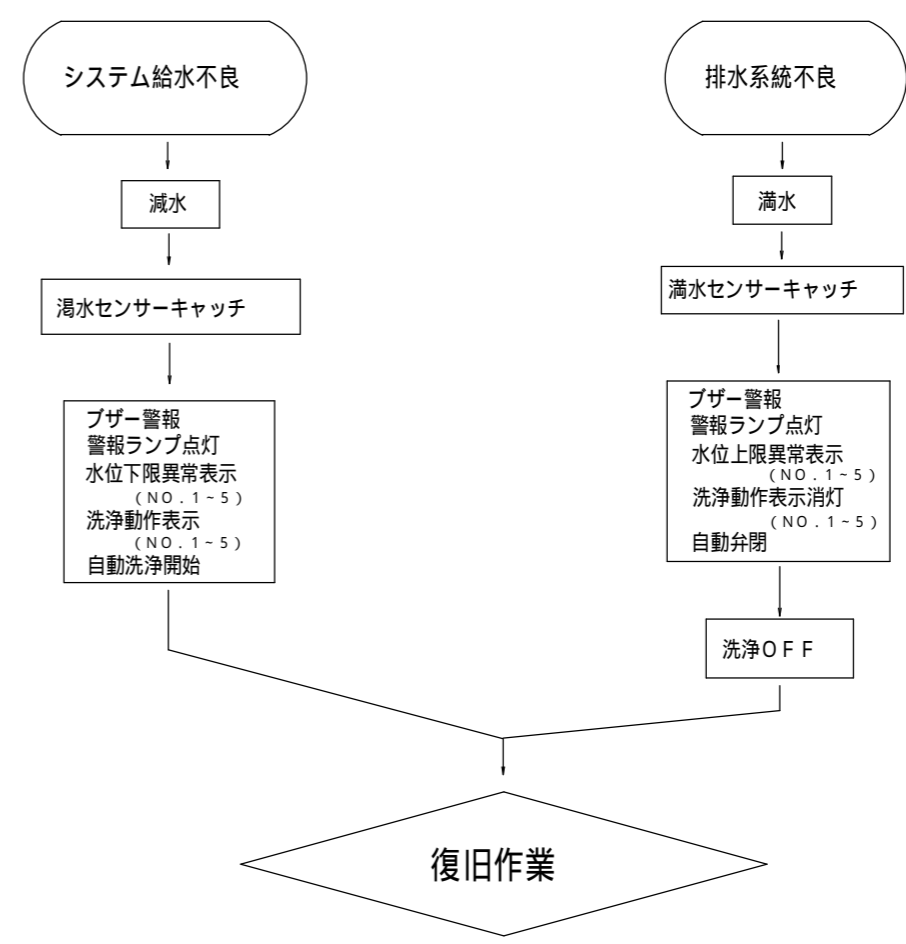 システム給水不良
減水
渇水センサーキャッチ
ブザー警報
警報ランプ点灯
水位下限異常表示
(NO.1~5)
洗浄動作表示
(NO.1~5)
自動洗浄開始
排水系統不良
満水
満水センサーキャッチ
ブザー警報
警報ランプ点灯
水位上限異常表示
(NO.1~5)
洗浄動作表示消灯
(NO.1~5)
自動弁閉
洗浄OFF
復旧作業